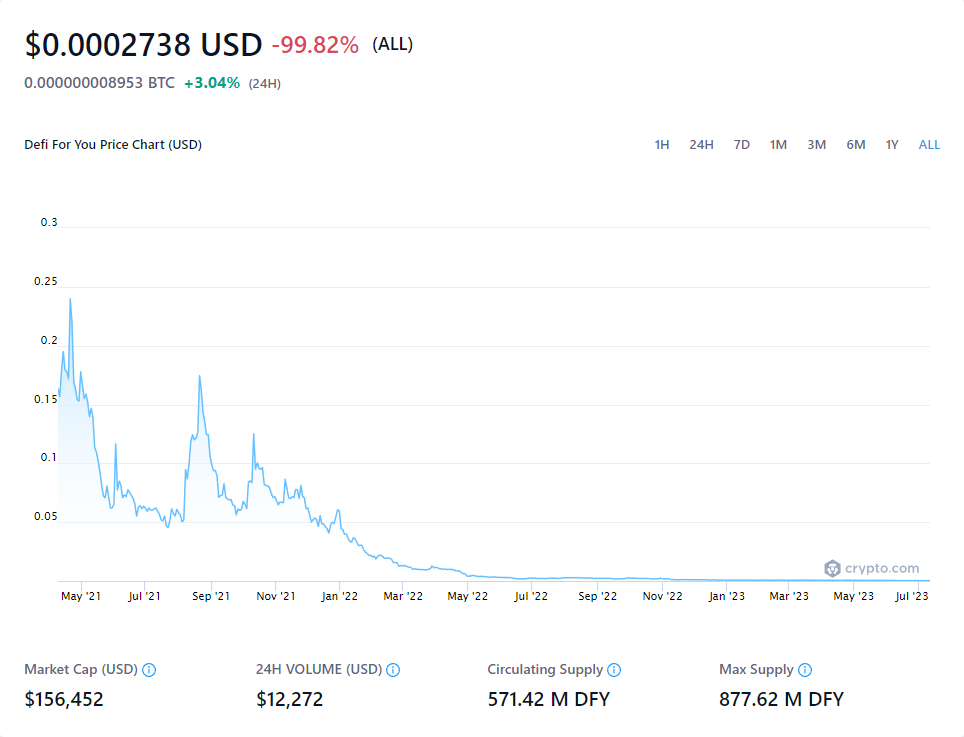 $0.0002738 USD -99.82% (ALL)
0.000000008953 BTC +3.04% (24H)
Defi For You Price Chart (USD) 1H 24H 7D 1M 3M 6M 1Y ALL
0.3
0.25
0.2
0.15
0.1
0.05
crypto.com
May '21 Jul '21 Sep '21 Nov '21 Jan '22 Mar '22 May '22 Jul '22 Sep '22 Nov '22 Jan '23 Mar '23 May '23 Jul '23
Market Cap (USD) 24H VOLUME (USD) Circulating Supply Max Supply
$156,452 $12,272 571.42 M DFY 877.62 M DFY